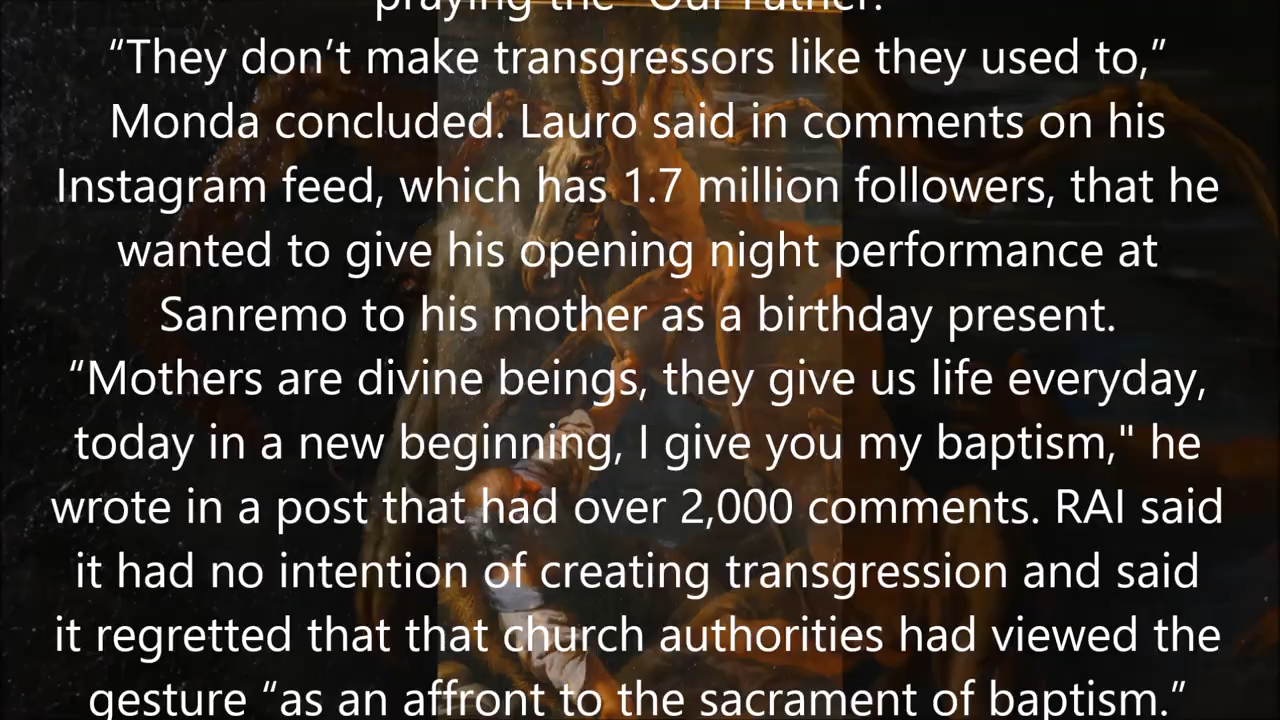 praying the "Our Father."
“They don’t make transgressors like they used to,”
Monda concluded. Lauro said in comments on his
Instagram feed, which has 1.7 million followers, that he
wanted to give his opening night performance at
Sanremo to his mother as a birthday present.
“Mothers are divine beings, they give us life everyday,
today in a new beginning, I give you my baptism," he
wrote in a post that had over 2,000 comments. RAI said
it had no intention of creating transgression and said
it regretted that that church authorities had viewed the
gesture “as an affront to the sacrament of baptism.”